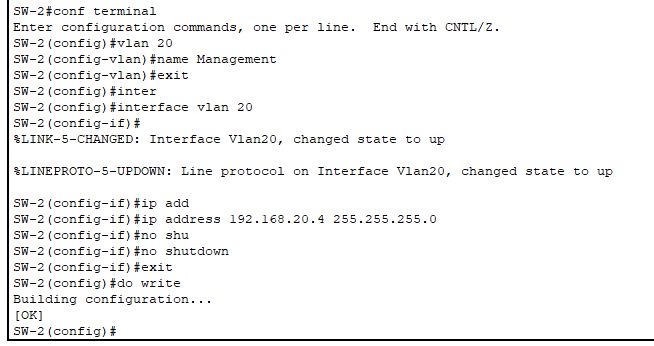 SW-2#conf terminal
Enter configuration commands, one per line.  End with CNTL/Z.
SW-2(config)#vlan 20
SW-2(config-vlan)#name Management
SW-2(config-vlan)#exit
SW-2(config)#inter
SW-2(config)#interface vlan 20
SW-2(config-if)#
%LINK-5-CHANGED: Interface Vlan20, changed state to up
%LINEPROTO-5-UPDOWN: Line protocol on Interface Vlan20, changed state to up
SW-2(config-if)#ip add
SW-2(config-if)#ip address 192.168.20.4 255.255.255.0
SW-2(config-if)#no shu
SW-2(config-if)#no shutdown
SW-2(config-if)#exit
SW-2(config)#do write
Building configuration...
[OK]
SW-2(config)#